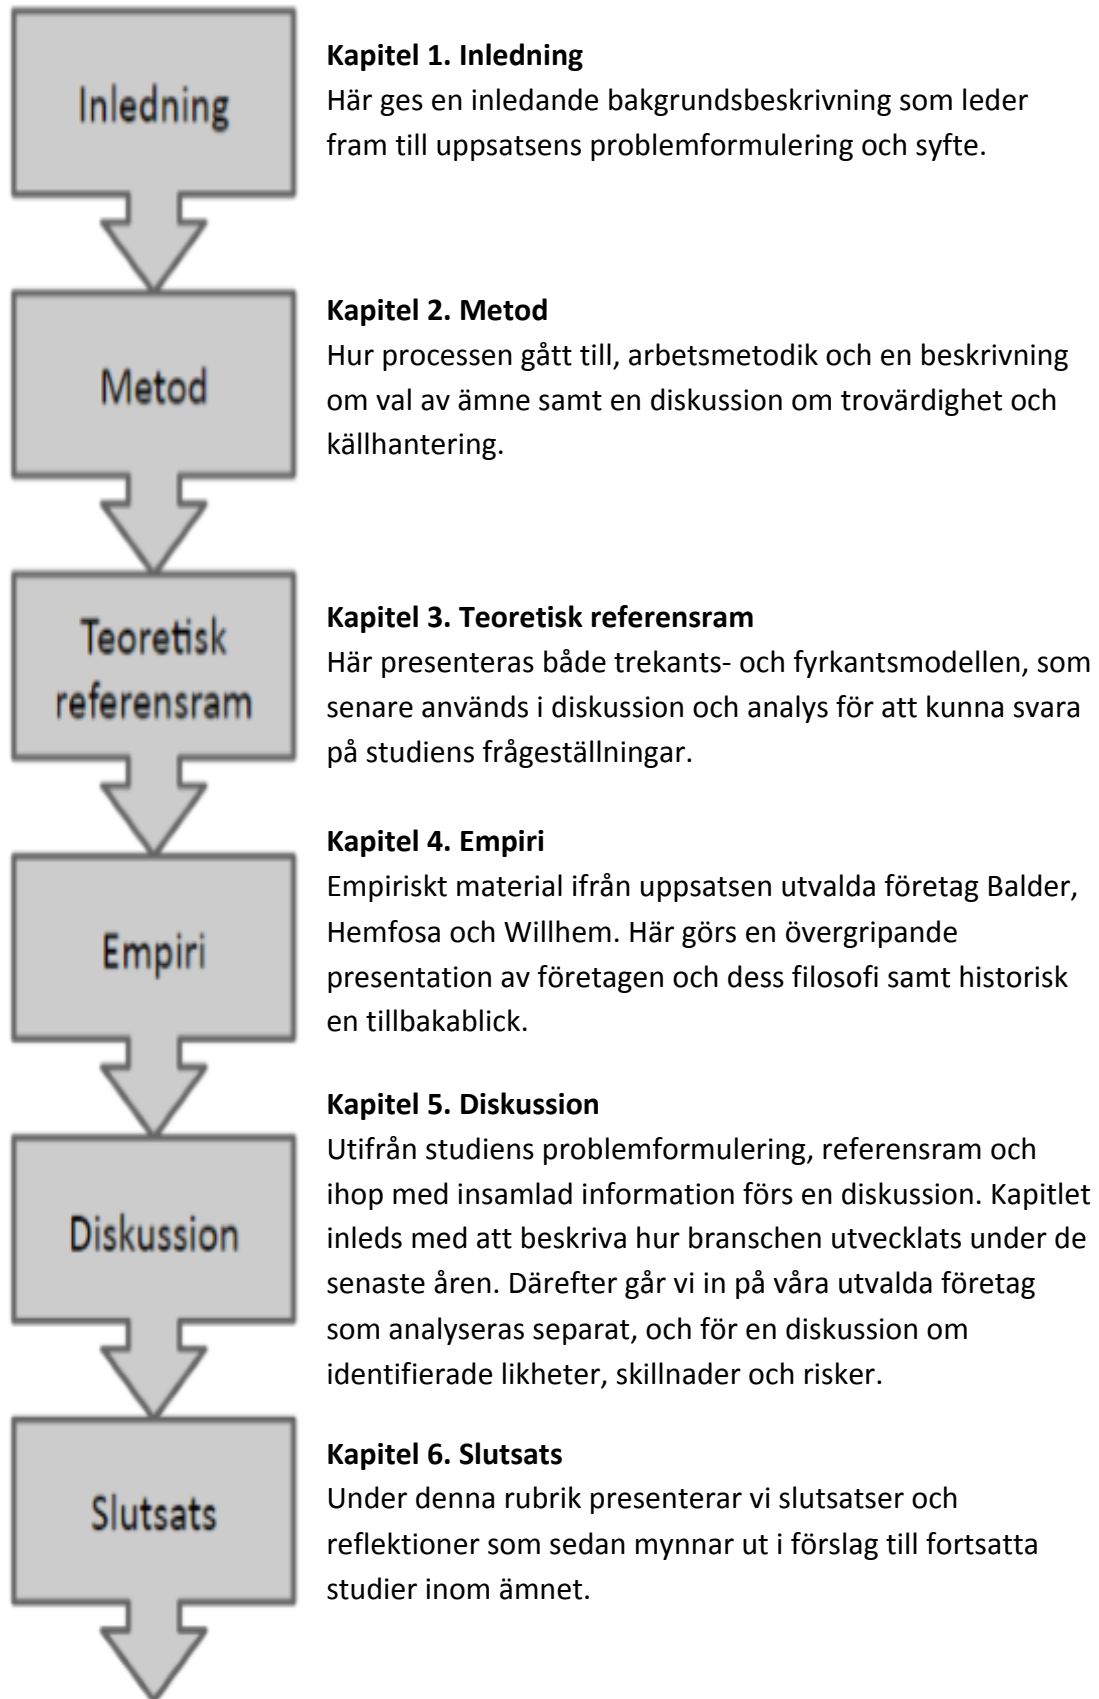 Inledning
Kapitel 1. Inledning
Här ges en inledande bakgrundsbeskrivning som leder
fram till uppsatsens problemformulering och syfte.
Metod
Kapitel 2. Metod
Hur processen gått till, arbetsmetodik och en beskrivning
om val av ämne samt en diskussion om trovärdighet och
källhantering.
Teoretisk
referensram
Kapitel 3. Teoretisk referensram
Här presenteras både trekants- och fyrkantsmodellen, som
senare används i diskussion och analys för att kunna svara
på studiens frågeställningar.
Empiri
Kapitel 4. Empiri
Empiriskt material ifrån uppsatsen utvalda företag Balder,
Hemfosa och Willhem. Här görs en övergripande
presentation av företagen och dess filosofi samt historisk
en tillbakablick.
Diskussion
Kapitel 5. Diskussion
Utifrån studiens problemformulering, referensram och
ihop med insamlad information förs en diskussion. Kapitlet
inleds med att beskriva hur branschen utvecklats under de
senaste åren. Därefter går vi in på våra utvalda företag
som analyseras separat, och för en diskussion om
identifierade likheter, skillnader och risker.
Slutsats
Kapitel 6. Slutsats
Under denna rubrik presenterar vi slutsatser och
reflektioner som sedan mynnar ut i förslag till fortsatta
studier inom ämnet.